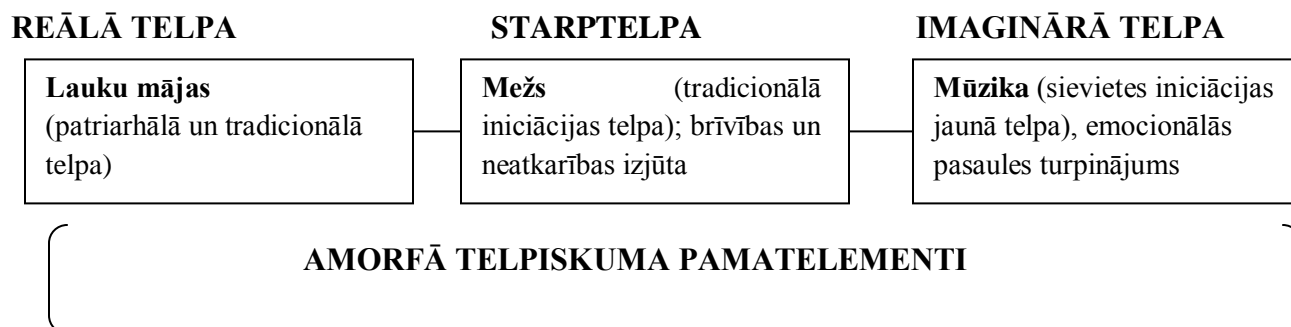 REĀLĀ TELPA
STARPTELPA
IMAGINĀRĀ TELPA
Lauku mājas
(patriarhālā un tradicionālā
telpa)
Mežs (tradicionālā
iniciācijas telpa); brīvības un
neatkarības izjūta
Mūzika (sievietes iniciācijas
jaunā telpa), emocionālās
pasaules turpinājums
AMORFĀ TELPISKUMA PAMATELEMENTI